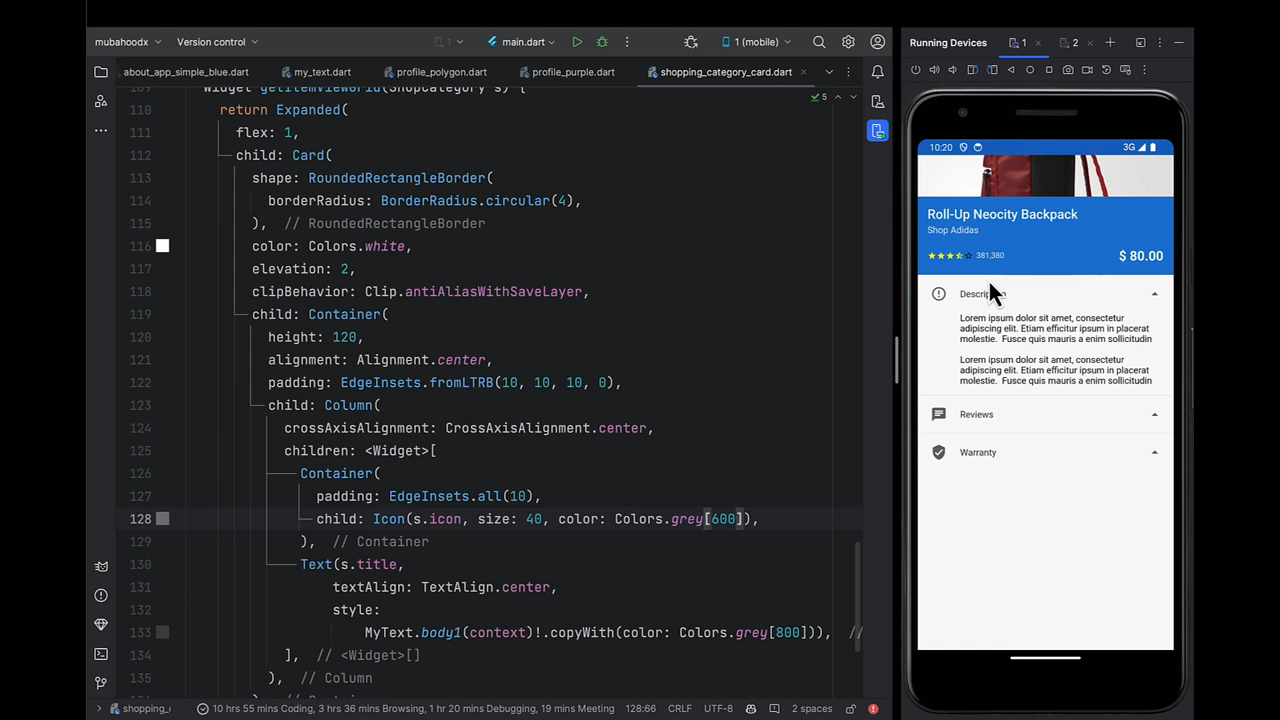 mubahoodx
Version control
1
main.dart
1 (mobile)
about_app_simple_blue.dart
my_text.dart
profile_polygon.dart
profile_purple.dart
shopping_category_card.dart
109 Widget getItemViewWorld(ShopCategory s) {
5
110 return Expanded(
111 flex: 1,
112 child: Card(
113 shape: RoundedRectangleBorder(
114 borderRadius: BorderRadius.circular(4),
115 ), // RoundedRectangleBorder
116 color: Colors.white,
117 elevation: 2,
118 clipBehavior: Clip.antiAliasWithSaveLayer,
119 child: Container(
120 height: 120,
121 alignment: Alignment.center,
122 padding: EdgeInsets.fromLTRB(10, 10, 10, 0),
123 child: Column(
124 crossAxisAlignment: CrossAxisAlignment.center,
125 children: <Widget>[
126 Container(
127 padding: EdgeInsets.all(10),
128 child: Icon(s.icon, size: 40, color: Colors.grey[600]),
129 ), // Container
130 Text(s.title,
131 textAlign: TextAlign.center,
132 style:
133 MyText.body1(context)!.copyWith(color: Colors.grey[800])), //
134 ], // <Widget>[]
135 ), // Column
shopping_c
10 hrs 55 mins Coding, 3 hrs 36 mins Browsing, 1 hr 20 mins Debugging, 19 mins Meeting
128:66
CRLF
UTF-8
2 spaces
Running Devices
1
2
10:20
3G
Roll-Up Neocity Backpack
Shop Adidas
381,380
$ 80.00
Lorem ipsum dolor sit amet, consectetur
adipiscing elit. Etiam efficitur ipsum in placerat
molestie. Fusce quis mauris a enim sollicitudin
Lorem ipsum dolor sit amet, consectetur
adipiscing elit. Etiam efficitur ipsum in placerat
molestie. Fusce quis mauris a enim sollicitudin
Reviews
Warranty